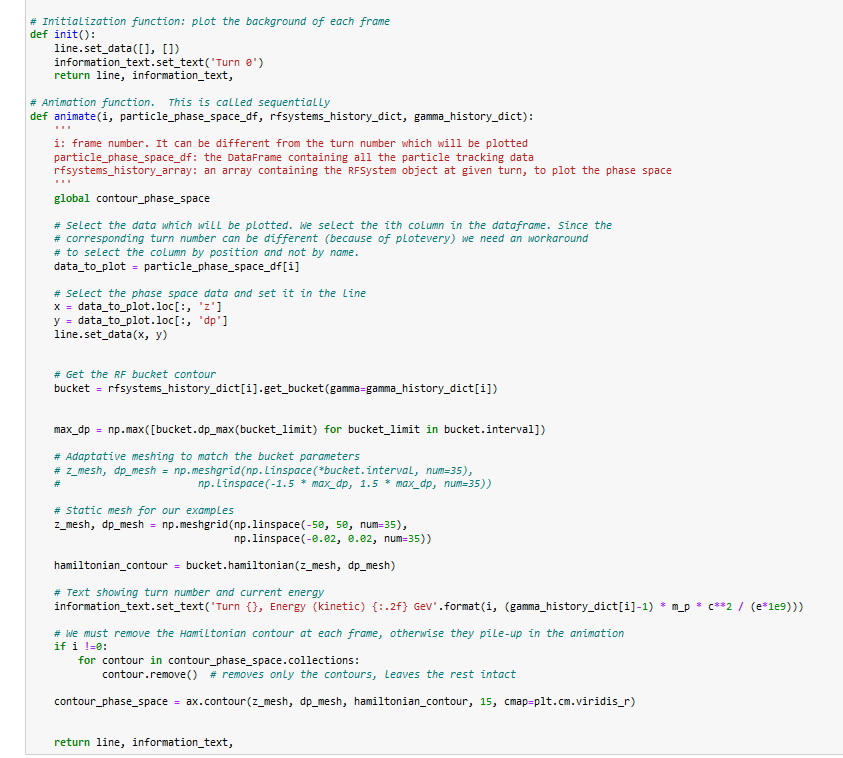 # Initialization function: plot the background of each frame
def init():
    line.set_data([], [])
    information_text.set_text('Turn 0')
    return line, information_text,
# Animation function.  This is called sequentially
def animate(i, particle_phase_space_df, rfsystems_history_dict, gamma_history_dict):
    '''
    i: frame number. It can be different from the turn number which will be plotted
    particle_phase_space_df: the DataFrame containing all the particle tracking data
    rfsystems_history_array: an array containing the RFSystem object at given turn, to plot the phase space
    '''
    global contour_phase_space
    # Select the data which will be plotted. We select the ith column in the dataframe. Since the
    # corresponding turn number can be different (because of plotevery) we need an workaround
    # to select the column by position and not by name.
    data_to_plot = particle_phase_space_df[i]
    # Select the phase space data and set it in the line
    x = data_to_plot.loc[:, 'z']
    y = data_to_plot.loc[:, 'dp']
    line.set_data(x, y)
    # Get the RF bucket contour
    bucket = rfsystems_history_dict[i].get_bucket(gamma=gamma_history_dict[i])
    max_dp = np.max([bucket.dp_max(bucket_limit) for bucket_limit in bucket.interval])
    # Adaptative meshing to match the bucket parameters
    # z_mesh, dp_mesh = np.meshgrid(np.linspace(*bucket.interval, num=35),
    #                       np.linspace(-1.5 * max_dp, 1.5 * max_dp, num=35))
    # Static mesh for our examples
    z_mesh, dp_mesh = np.meshgrid(np.linspace(-50, 50, num=35),
                                  np.linspace(-0.02, 0.02, num=35))
    hamiltonian_contour = bucket.hamiltonian(z_mesh, dp_mesh)
    # Text showing turn number and current energy
    information_text.set_text('Turn {}, Energy (kinetic) {:.2f} GeV'.format(i, (gamma_history_dict[i]-1) * m_p * c**2 / (e*1e9)))
    # We must remove the Hamiltonian contour at each frame, otherwise they pile-up in the animation
    if i !=0:
        for contour in contour_phase_space.collections:
            contour.remove()  # removes only the contours, leaves the rest intact
    contour_phase_space = ax.contour(z_mesh, dp_mesh, hamiltonian_contour, 15, cmap=plt.cm.viridis_r)
    return line, information_text,